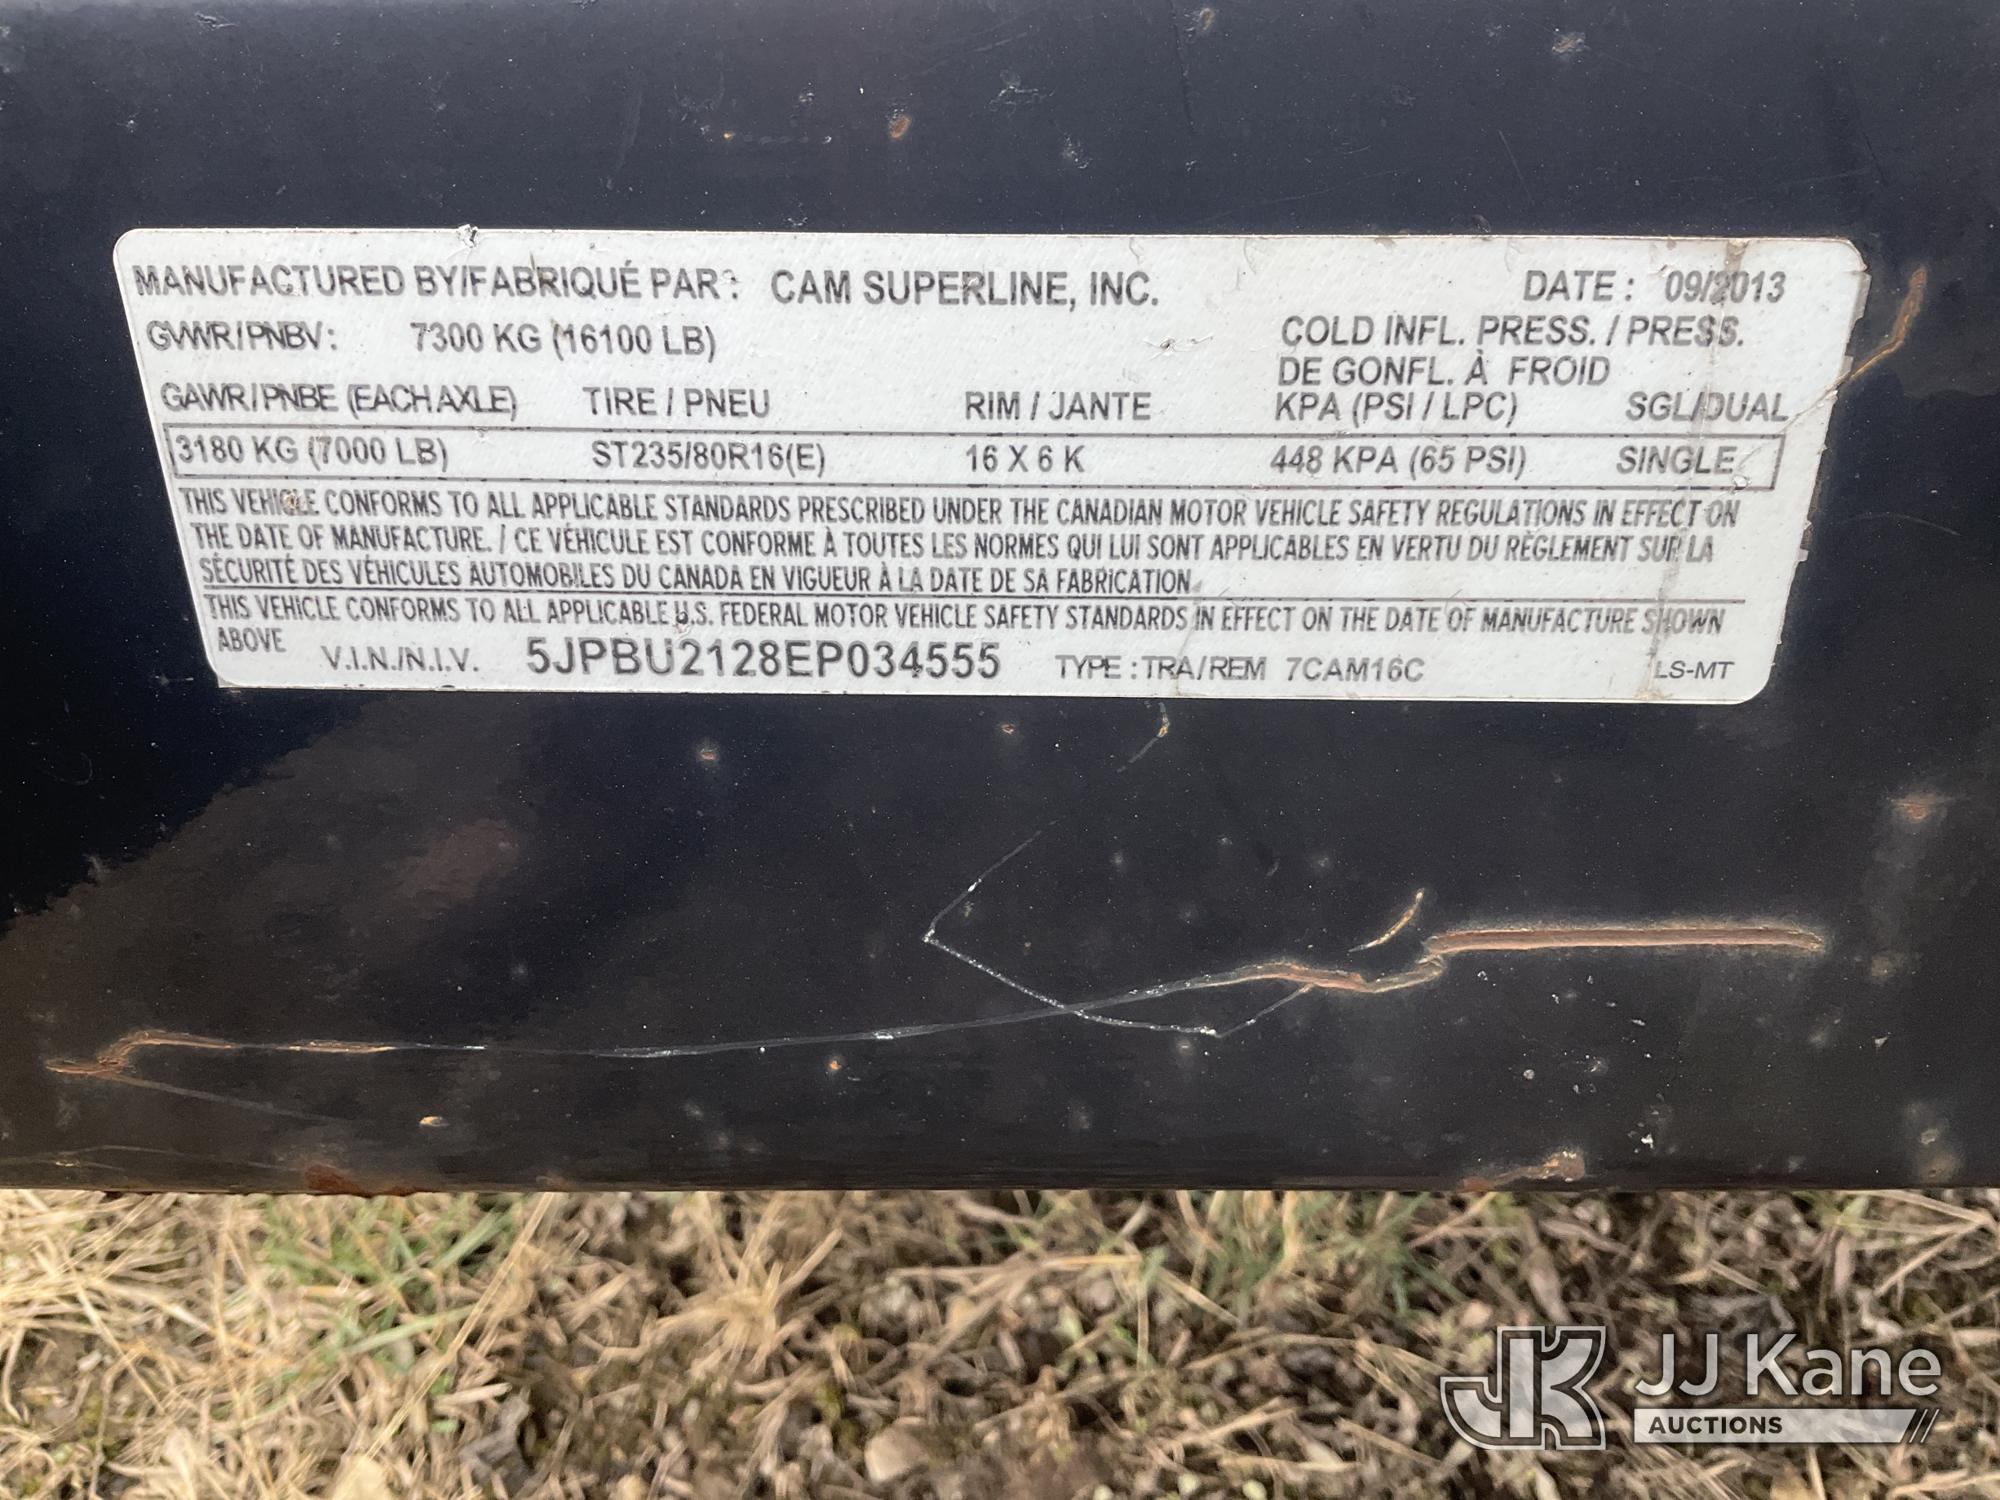 MANUFACTURED BY/FABRIQUÉ PAR: CAM SUPERLINE, INC. DATE: 09/2013
GVWR/PNBV: 7300 KG (16100 LB) COLD INFL. PRESS. / PRESS.
DE GONFL. À FROID
GAWR/PNBE (EACH AXLE) TIRE / PNEU RIM / JANTE KPA (PSI / LPC) SGL/DUAL
3180 KG (7000 LB) ST235/80R16(E) 16 X 6 K 448 KPA (65 PSI) SINGLE
THIS VEHICLE CONFORMS TO ALL APPLICABLE STANDARDS PRESCRIBED UNDER THE CANADIAN MOTOR VEHICLE SAFETY REGULATIONS IN EFFECT ON
THE DATE OF MANUFACTURE. / CE VÉHICULE EST CONFORME À TOUTES LES NORMES QUI LUI SONT APPLICABLES EN VERTU DU RÈGLEMENT SUR LA
SÉCURITÉ DES VÉHICULES AUTOMOBILES DU CANADA EN VIGUEUR À LA DATE DE SA FABRICATION.
THIS VEHICLE CONFORMS TO ALL APPLICABLE U.S. FEDERAL MOTOR VEHICLE SAFETY STANDARDS IN EFFECT ON THE DATE OF MANUFACTURE SHOWN
ABOVE V.I.N./N.I.V. 5JPBU2128EP034555 TYPE: TRA/REM 7CAM16C LS-MT
JK JJ Kane
AUCTIONS